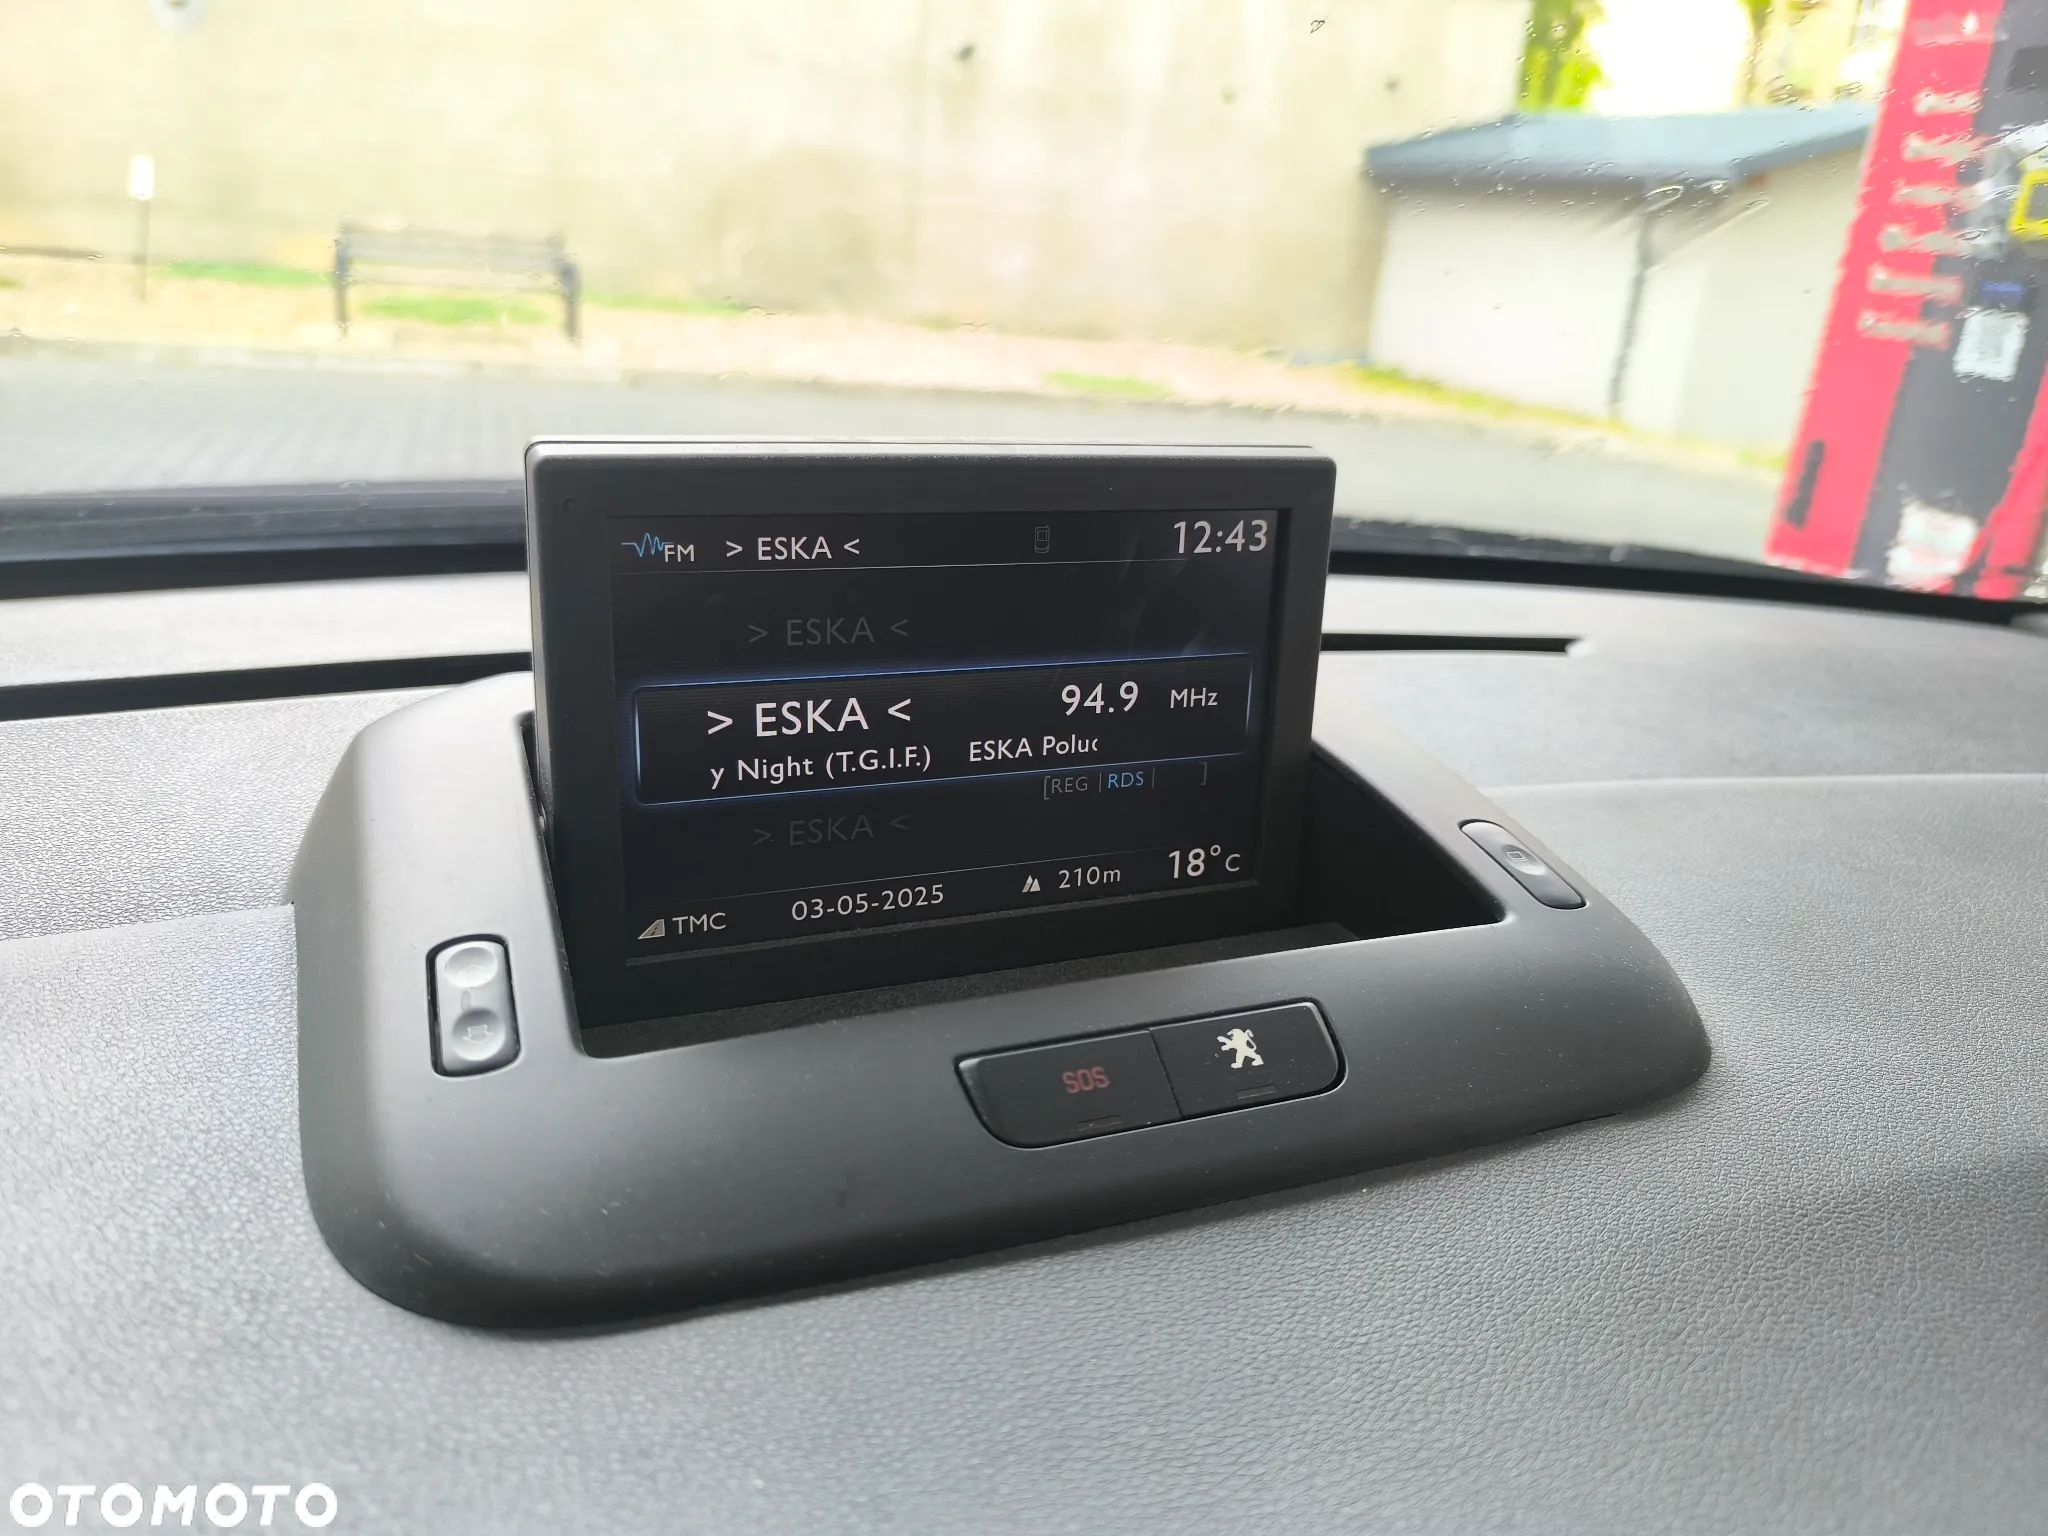 FM > ESKA < 12:43
> ESKA <
> ESKA < 94.9 MHz
y Night (T.G.I.F.) ESKA Poluc
[REG |RDS| ]
> ESKA <
TMC 03-05-2025 210m 18°C
SOS
OTOMOTO